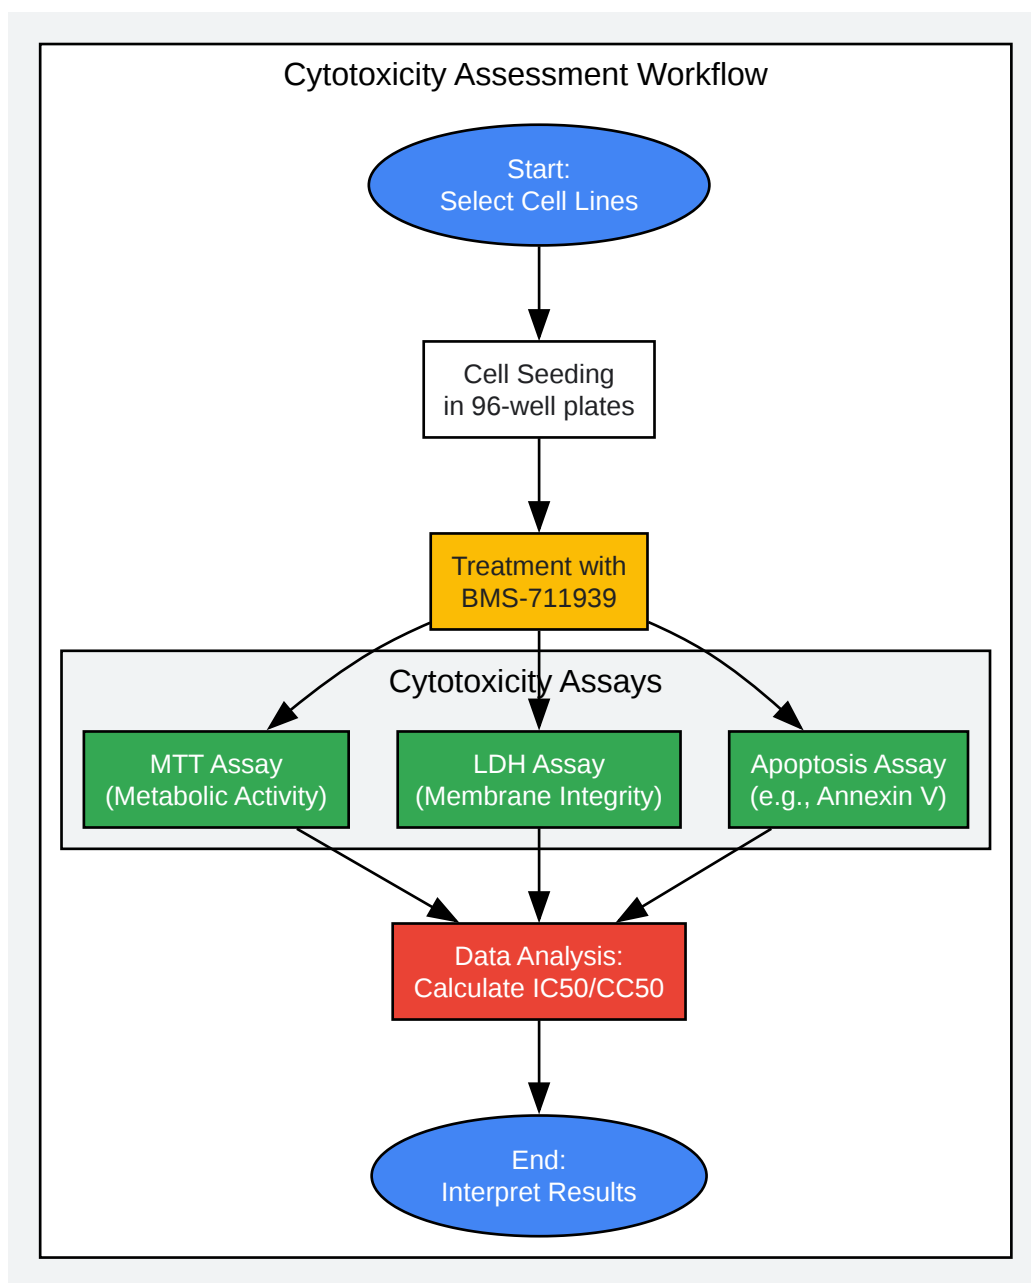 Cytotoxicity Assessment Workflow
Start:
Select Cell Lines
Cell Seeding
in 96-well plates
Treatment with
BMS-711939
Cytotoxicity Assays
MTT Assay
(Metabolic Activity)
LDH Assay
(Membrane Integrity)
Apoptosis Assay
(e.g., Annexin V)
Data Analysis:
Calculate IC50/CC50
End:
Interpret Results